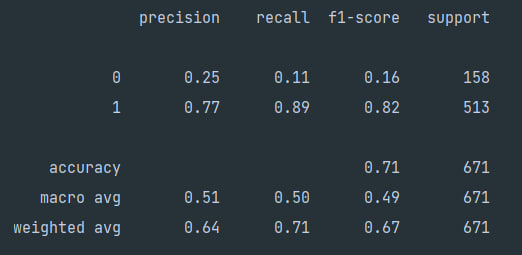 precision recall f1-score support
0 0.25 0.11 0.16 158
1 0.77 0.89 0.82 513
accuracy 0.71 671
macro avg 0.51 0.50 0.49 671
weighted avg 0.64 0.71 0.67 671